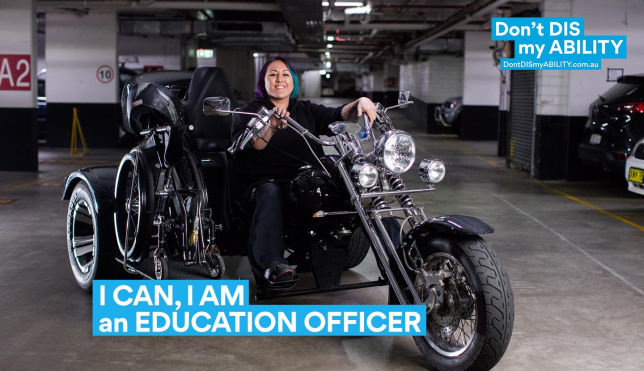 Don't DIS
my ABILITY
DontDISmyABILITY.com.au
A2
10
I CAN, I AM
an EDUCATION OFFICER